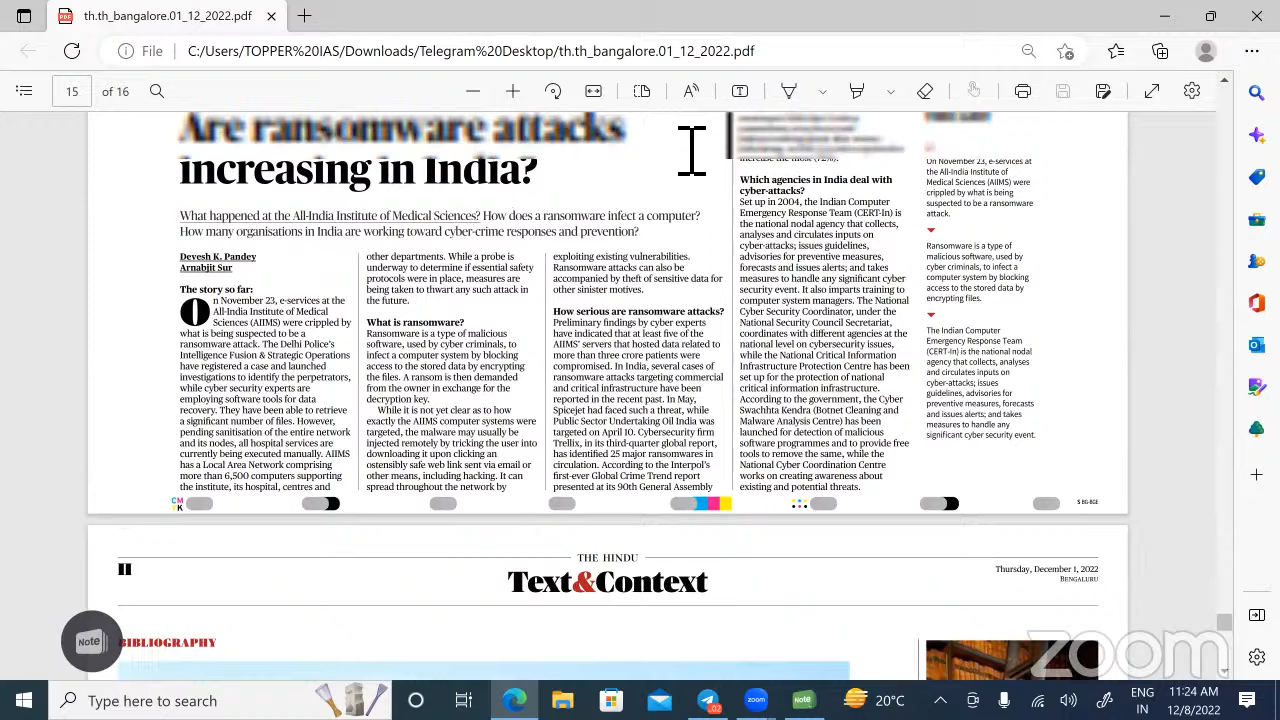 th.th_bangalore.01_12_2022.pdf
File
C:/Users/TOPPER%20IAS/Downloads/Telegram%20Desktop/th.th_bangalore.01_12_2022.pdf
15
of 16
Are ransomware attacks
increasing in India?
What happened at the All-India Institute of Medical Sciences? How does a ransomware infect a computer?
How many organisations in India are working toward cyber-crime responses and prevention?
Devesh K. Pandey
Arnabjit Sur
The story so far:
On November 23, e-services at the
All-India Institute of Medical
Sciences (AIIMS) were crippled by
what is being suspected to be a
ransomware attack. The Delhi Police's
Intelligence Fusion & Strategic Operations
have registered a case and launched
investigations to identify the perpetrators,
while cyber security experts are
employing software tools for data
recovery. They have been able to retrieve
a significant number of files. However,
pending sanitisation of the entire network
and its nodes, all hospital services are
currently being executed manually. AIIMS
has a Local Area Network comprising
more than 6,500 computers supporting
the institute, its hospital, centres and
other departments. While a probe is
underway to determine if essential safety
protocols were in place, measures are
being taken to thwart any such attack in
the future.
What is ransomware?
Ransomware is a type of malicious
software, used by cyber criminals, to
infect a computer system by blocking
access to the stored data by encrypting
the files. A ransom is then demanded
from the owner in exchange for the
decryption key.
While it is not yet clear as to how
exactly the AIIMS computer systems were
targeted, the malware may usually be
injected remotely by tricking the user into
downloading it upon clicking an
ostensibly safe web link sent via email or
other means, including hacking. It can
spread throughout the network by
exploiting existing vulnerabilities.
Ransomware attacks can also be
accompanied by theft of sensitive data for
other sinister motives.
How serious are ransomware attacks?
Preliminary findings by cyber experts
have indicated that at least five of the
AIIMS' servers that hosted data related to
more than three crore patients were
compromised. In India, several cases of
ransomware attacks targeting commercial
and critical infrastructure have been
reported in the recent past. In May,
Spicejet had faced such a threat, while
Public Sector Undertaking Oil India was
targeted on April 10. Cybersecurity firm
Trellix, in its third-quarter global report,
has identified 25 major ransomwares in
circulation. According to the Interpol's
first-ever Global Crime Trend report
presented at its 90th General Assembly
increase the most (72%).
Which agencies in India deal with
cyber-attacks?
Set up in 2004, the Indian Computer
Emergency Response Team (CERT-In) is
the national nodal agency that collects,
analyses and circulates inputs on
cyber-attacks; issues guidelines,
advisories for preventive measures,
forecasts and issues alerts; and takes
measures to handle any significant cyber
security event. It also imparts training to
computer system managers. The National
Cyber Security Coordinator, under the
National Security Council Secretariat,
coordinates with different agencies at the
national level on cybersecurity issues,
while the National Critical Information
Infrastructure Protection Centre has been
set up for the protection of national
critical information infrastructure.
According to the government, the Cyber
Swachhta Kendra (Botnet Cleaning and
Malware Analysis Centre) has been
launched for detection of malicious
software programmes and to provide free
tools to remove the same, while the
National Cyber Coordination Centre
works on creating awareness about
existing and potential threats.
On November 23, e-services at
the All-India Institute of
Medical Sciences (AIIMS) were
crippled by what is being
suspected to be a ransomware
attack.
Ransomware is a type of
malicious software, used by
cyber criminals, to infect a
computer system by blocking
access to the stored data by
encrypting files.
The Indian Computer
Emergency Response Team
(CERT-In) is the national nodal
agency that collects, analyses
and circulates inputs on
cyber-attacks; issues
guidelines, advisories for
preventive measures, forecasts
and issues alerts; and takes
measures to handle any
significant cyber security event.
CM
YK
S BG-BGE
THE HINDU
II
Text&Context
Thursday, December 1, 2022
BENGALURU
Note
BIBLIOGRAPHY
zoom
Type here to search
.02
zoom
Note
20°C
ENG
IN
11:24 AM
12/8/2022